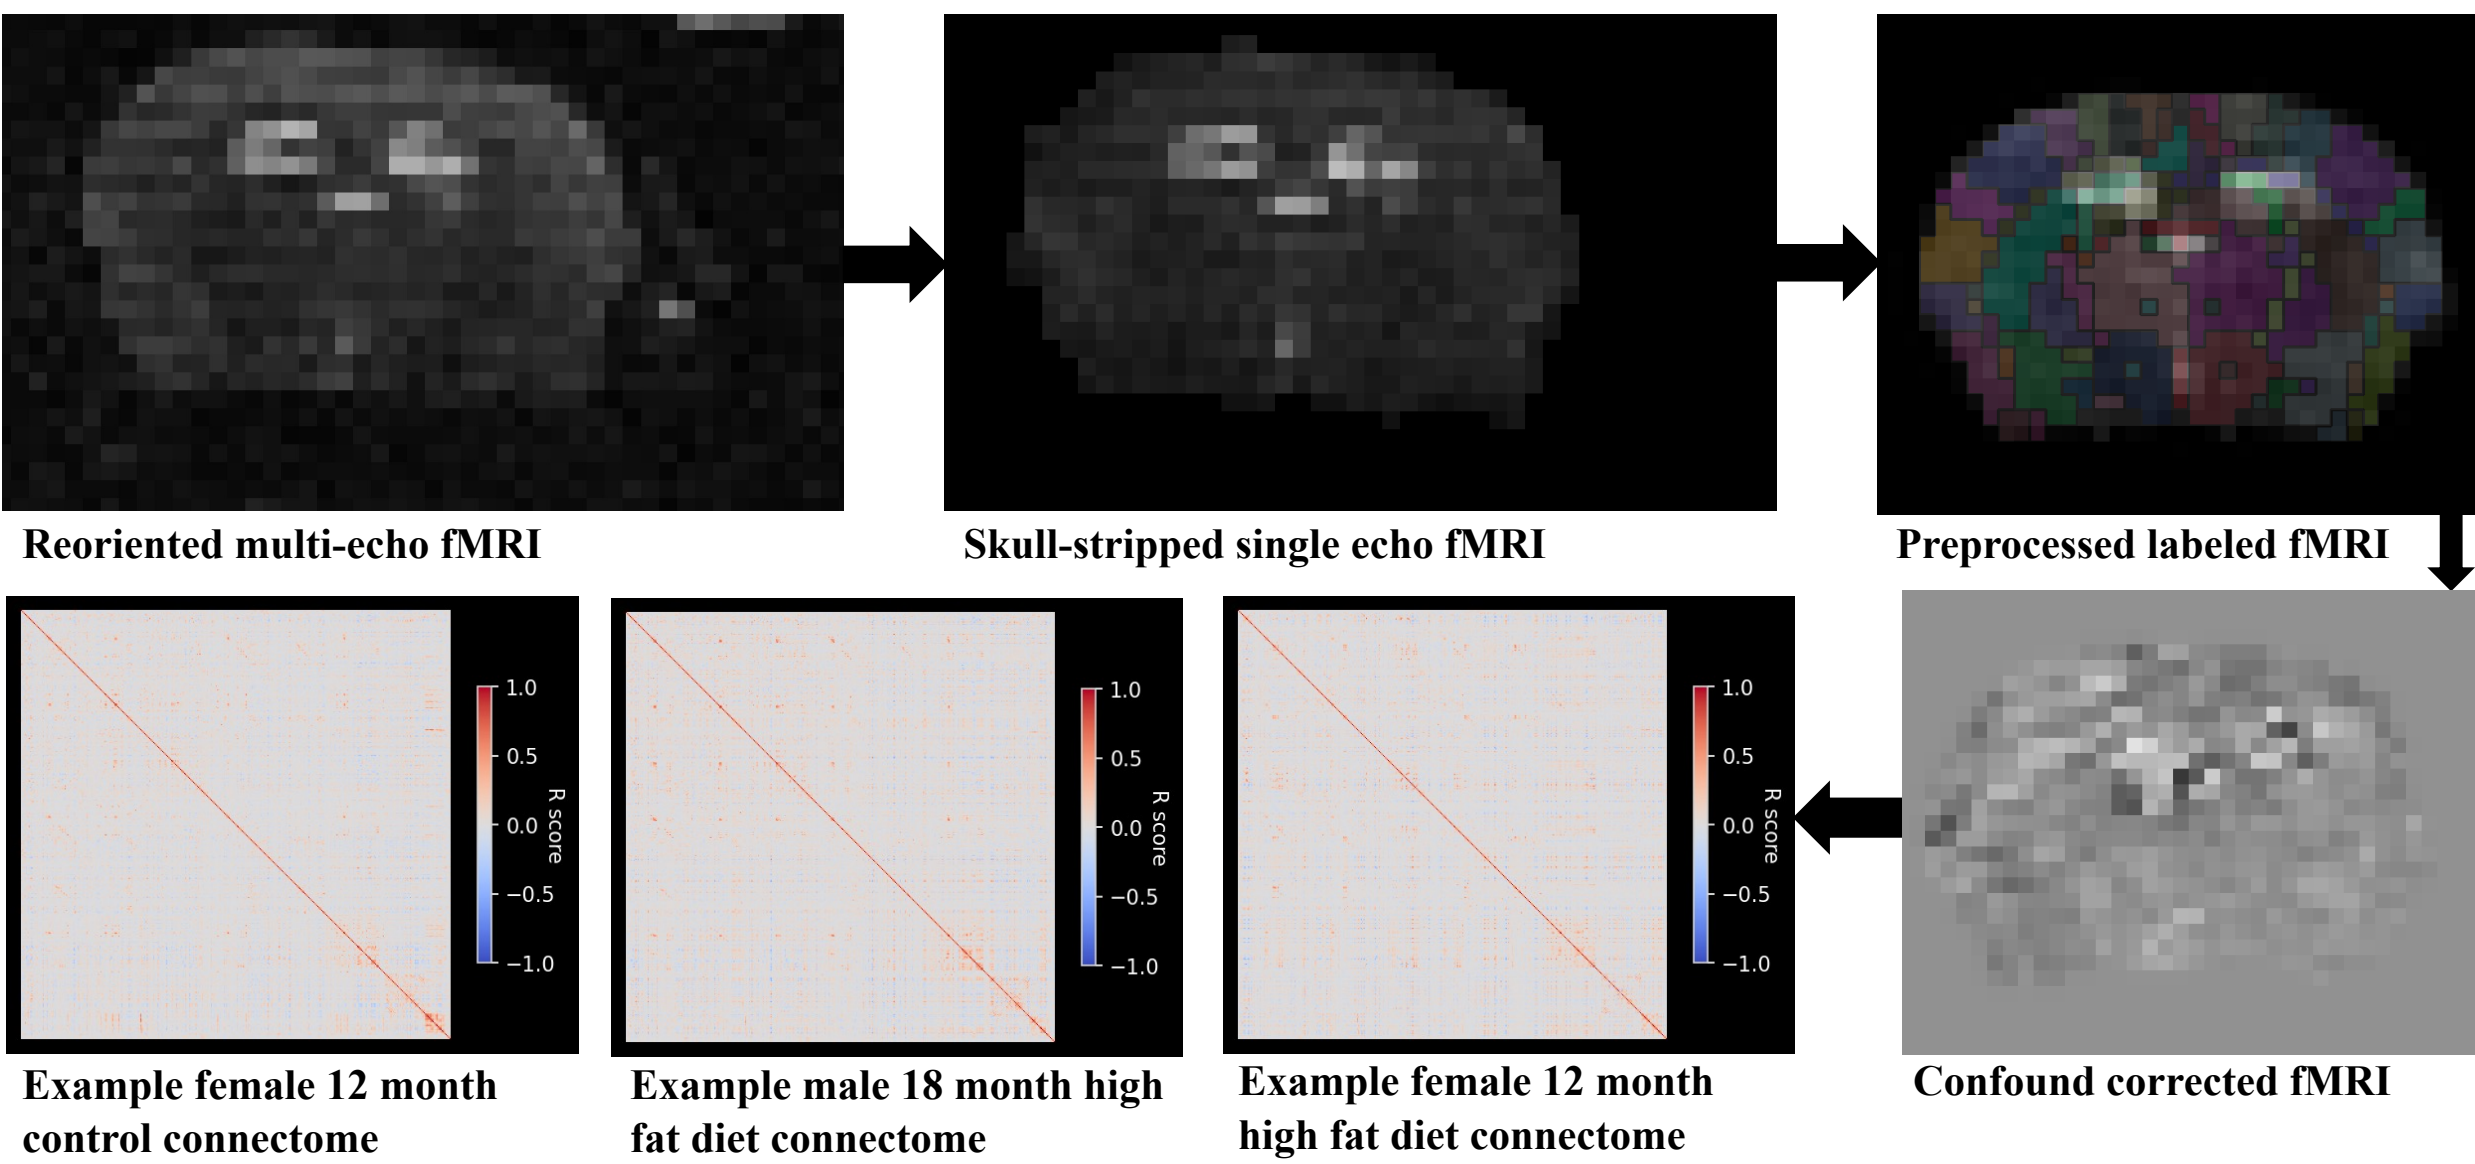 Reoriented multi-echo fMRI
Skull-stripped single echo fMRI
Preprocessed labeled fMRI
1.0
0.5
0.0
−0.5
−1.0
R score
Example female 12 month
control connectome
1.0
0.5
0.0
−0.5
−1.0
R score
Example male 18 month high
fat diet connectome
1.0
0.5
0.0
−0.5
−1.0
R score
Example female 12 month
high fat diet connectome
Confound corrected fMRI